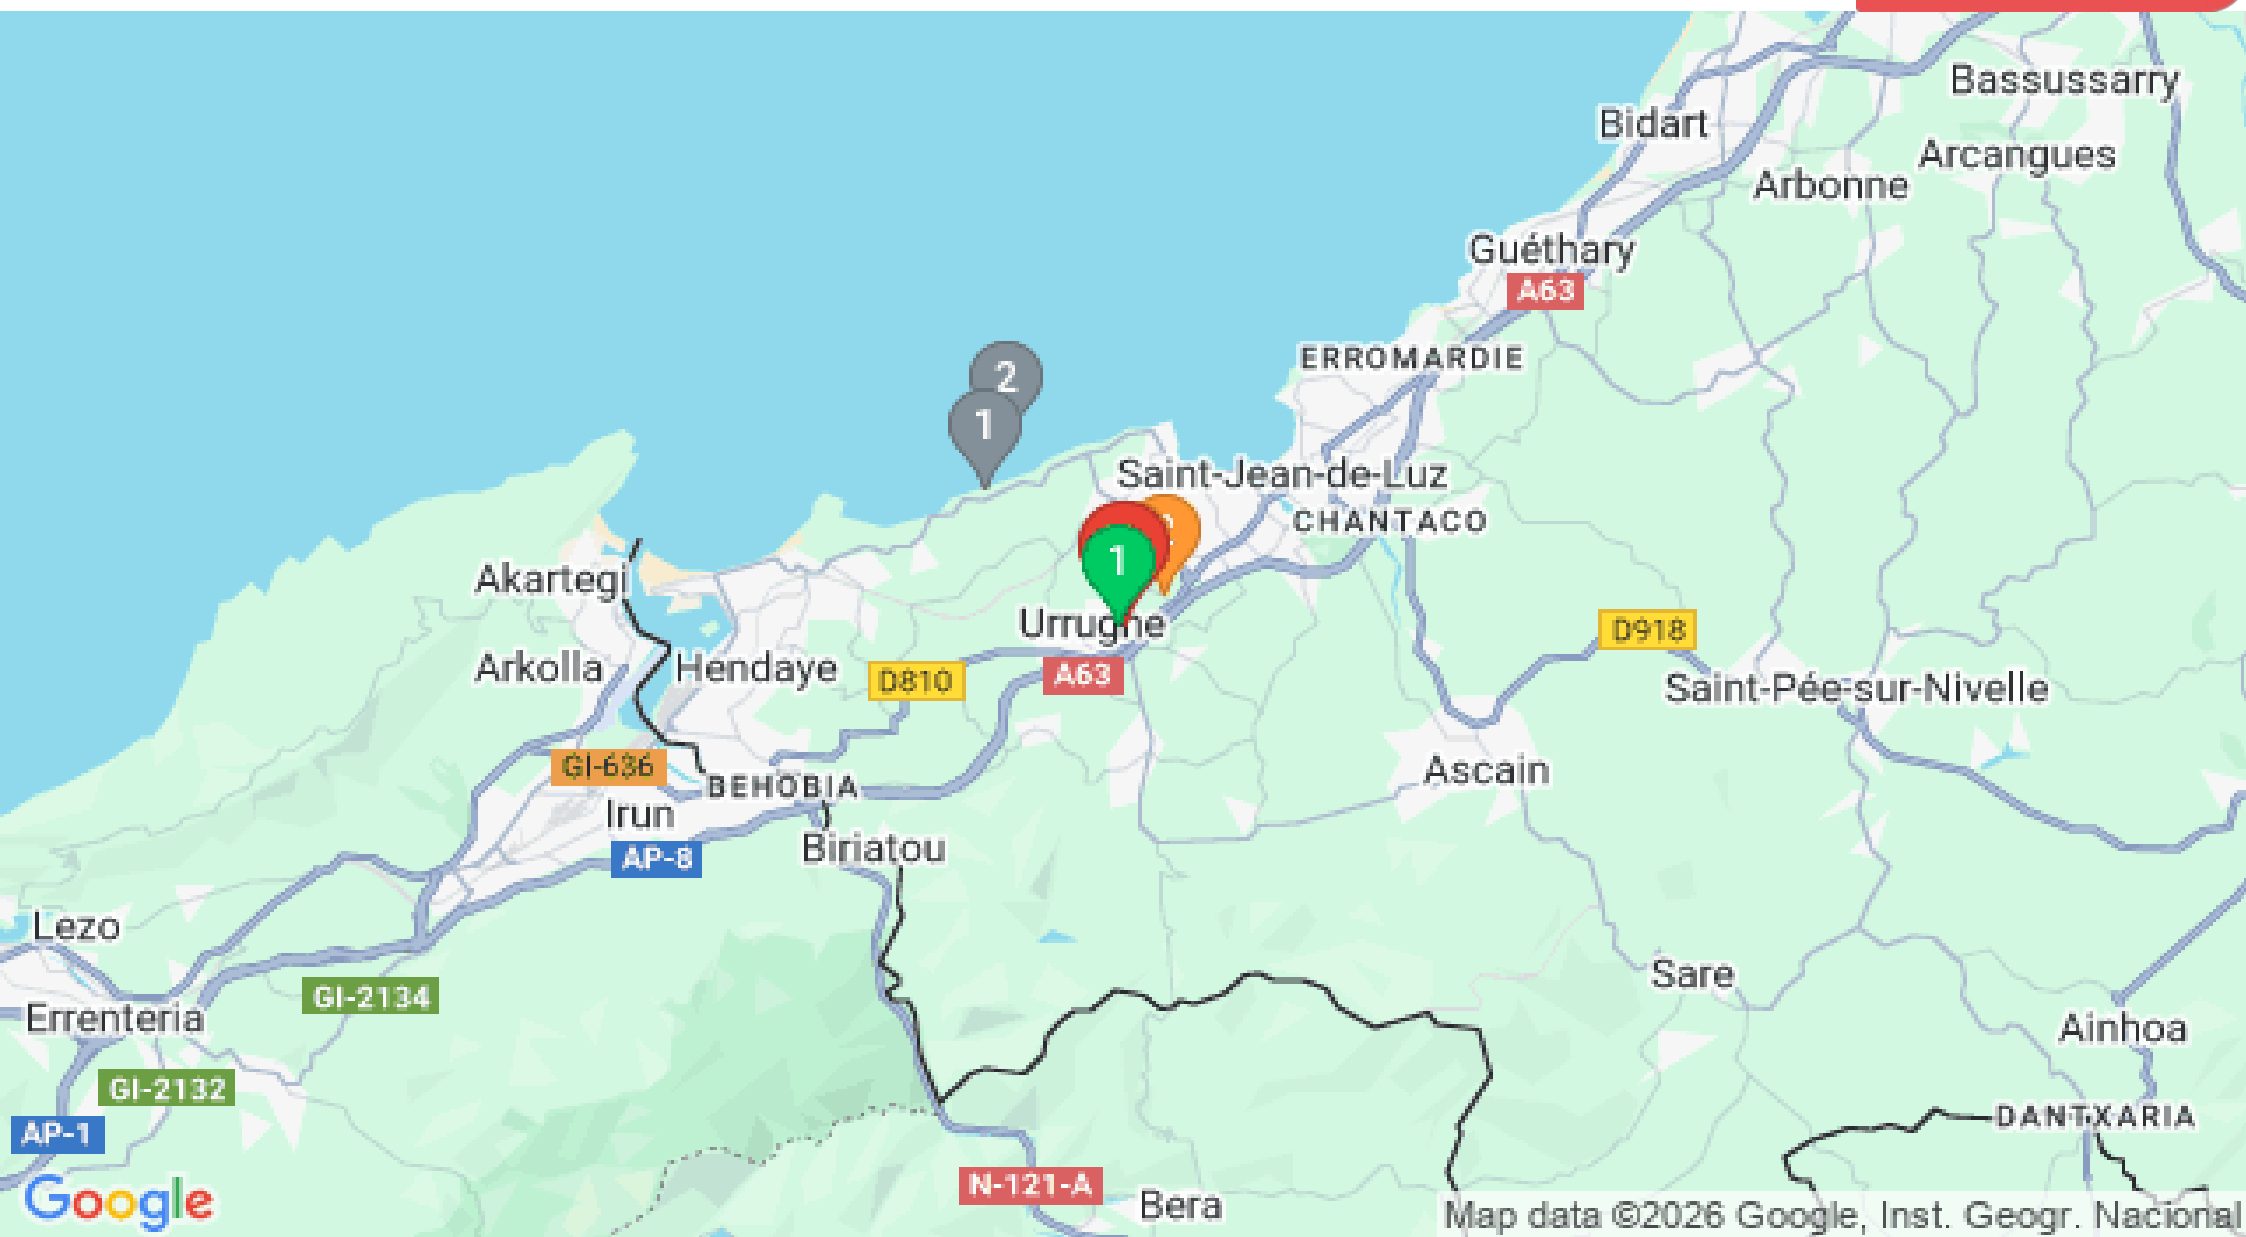 Bassussarry
Bidart
Arcangues
Arbonne
Guéthary
A63
ERROMARDIE
2
1
Saint-Jean-de-Luz
CHANTACO
1
Akartegi
Urrugne
D918
Arkolla
Hendaye
D810
A63
Saint-Pée-sur-Nivelle
GI-636
BEHOBIA
Ascain
Irun
Biriatou
AP-8
Lezo
Sare
GI-2134
Errenteria
Ainhoa
GI-2132
DANTXARIA
AP-1
N-121-A
Google
Bera
Map data ©2026 Google, Inst. Geogr. Nacional